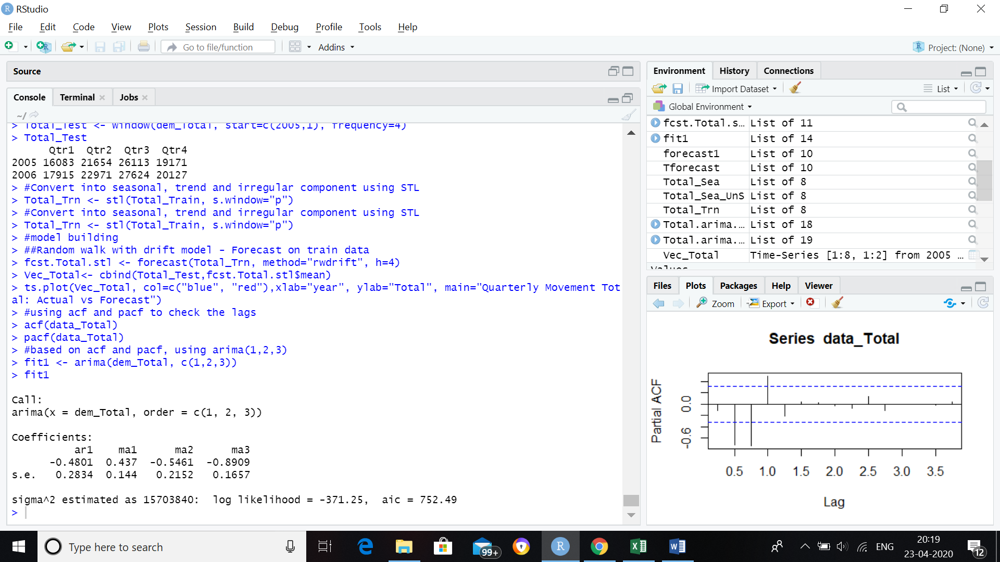 RStudio
File Edit Code View Plots Session Build Debug Profile Tools Help
Go to file/function Addins Project: (None)
Source
Console Terminal Jobs
~/
> Total_Test <- window(dem_Total, start=c(2005,1), frequency=4)
> Total_Test
Qtr1 Qtr2 Qtr3 Qtr4
2005 16083 21654 26113 19171
2006 17915 22971 27624 20127
> #Convert into seasonal, trend and irregular component using STL
> Total_Trn <- stl(Total_Train, s.window="p")
> #Convert into seasonal, trend and irregular component using STL
> Total_Trn <- stl(Total_Train, s.window="p")
> #model building
> ##Random walk with drift model - Forecast on train data
> fcst.Total.stl <- forecast(Total_Trn, method="rwdrift", h=4)
> Vec_Total<- cbind(Total_Test,fcst.Total.stl$mean)
> ts.plot(Vec_Total, col=c("blue", "red"),xlab="year", ylab="Total", main="Quarterly Movement Tot
al: Actual vs Forecast")
> #using acf and pacf to check the lags
> acf(data_Total)
> pacf(data_Total)
> #based on acf and pacf, using arima(1,2,3)
> fit1 <- arima(dem_Total, c(1,2,3))
> fit1
Call:
arima(x = dem_Total, order = c(1, 2, 3))
Coefficients:
ar1 ma1 ma2 ma3
-0.4801 0.437 -0.5461 -0.8909
s.e. 0.2834 0.144 0.2152 0.1657
sigma^2 estimated as 15703840: log likelihood = -371.25, aic = 752.49
>
Environment History Connections
Import Dataset List
Global Environment
fcst.Total.s… List of 11
fit1 List of 14
forecast1 List of 10
Tforecast List of 10
Total_Sea List of 8
Total_Sea_UnS List of 8
Total_Trn List of 8
Total.arima.… List of 18
Total.arima.… List of 19
Vec_Total Time-Series [1:8, 1:2] from 2005 …
Values
Files Plots Packages Help Viewer
Zoom Export
Series data_Total
Partial ACF
0.0
-0.6
0.5 1.0 1.5 2.0 2.5 3.0 3.5
Lag
Type here to search
99+
ENG
20:19
23-04-2020
12